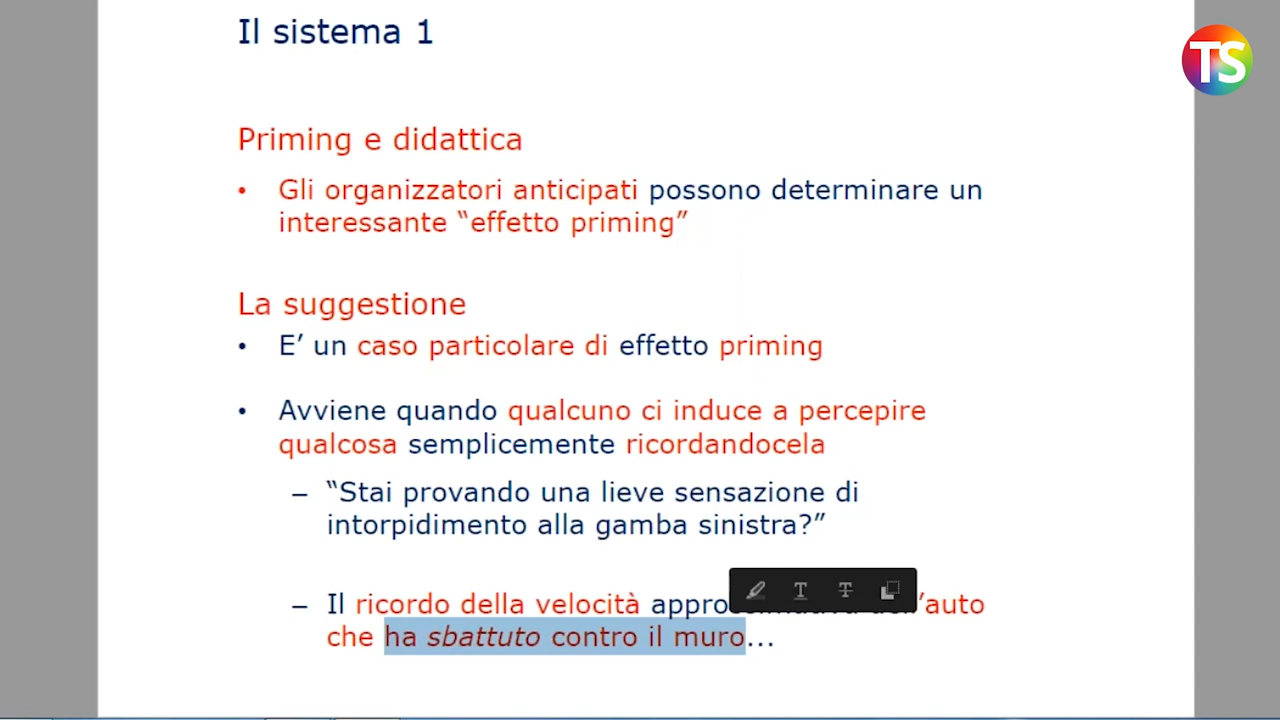 Il sistema 1
TS
Priming e didattica
• Gli organizzatori anticipati possono determinare un
interessante “effetto priming”
La suggestione
• E’ un caso particolare di effetto priming
• Avviene quando qualcuno ci induce a percepire
qualcosa semplicemente ricordandocela
– “Stai provando una lieve sensazione di
intorpidimento alla gamba sinistra?”
– Il ricordo della velocità dell’auto
che ha sbattuto contro il muro...